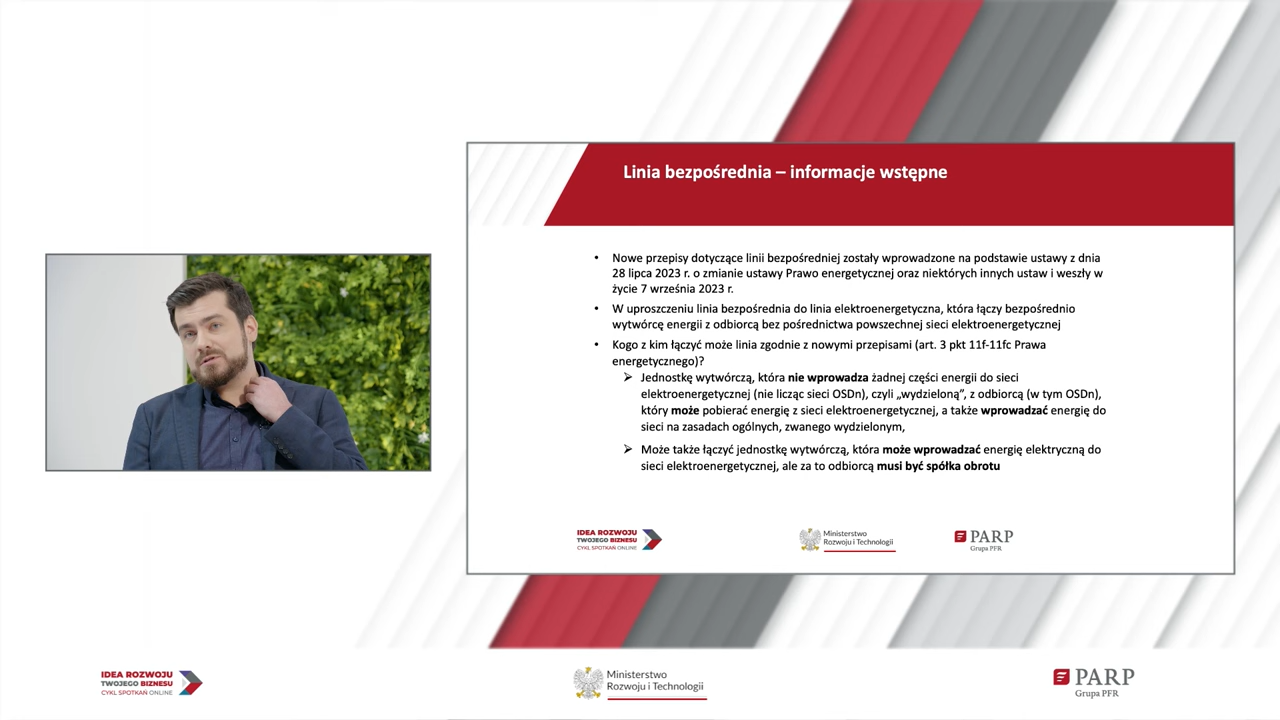 Linia bezpośrednia – informacje wstępne
• Nowe przepisy dotyczące linii bezpośredniej zostały wprowadzone na podstawie ustawy z dnia
28 lipca 2023 r. o zmianie ustawy Prawo energetycznej oraz niektórych innych ustaw i weszły w
życie 7 września 2023 r.
• W uproszczeniu linia bezpośrednia do linia elektroenergetyczna, która łączy bezpośrednio
wytwórcę energii z odbiorcą bez pośrednictwa powszechnej sieci elektroenergetycznej
• Kogo z kim łączyć może linia zgodnie z nowymi przepisami (art. 3 pkt 11f-11fc Prawa
energetycznego)?
➢ Jednostkę wytwórczą, która nie wprowadza żadnej części energii do sieci
elektroenergetycznej (nie licząc sieci OSDn), czyli „wydzieloną”, z odbiorcą (w tym OSDn),
który może pobierać energię z sieci elektroenergetycznej, a także wprowadzać energię do
sieci na zasadach ogólnych, zwanego wydzielonym,
➢ Może także łączyć jednostkę wytwórczą, która może wprowadzać energię elektryczną do
sieci elektroenergetycznej, ale za to odbiorcą musi być spółka obrotu
IDEA ROZWOJU
TWOJEGO BIZNESU
CYKL SPOTKAŃ ONLINE
Ministerstwo
Rozwoju i Technologii
PARP
Grupa PFR
IDEA ROZWOJU
TWOJEGO BIZNESU
CYKL SPOTKAŃ ONLINE
Ministerstwo
Rozwoju i Technologii
PARP
Grupa PFR